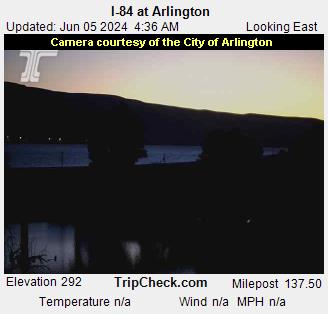 I-84 at Arlington
Updated: Jun 05 2024 4:36 AM Looking East
Camera courtesy of the City of Arlington
Elevation 292 TripCheck.com Milepost 137.50
Temperature n/a Wind n/a MPH n/a